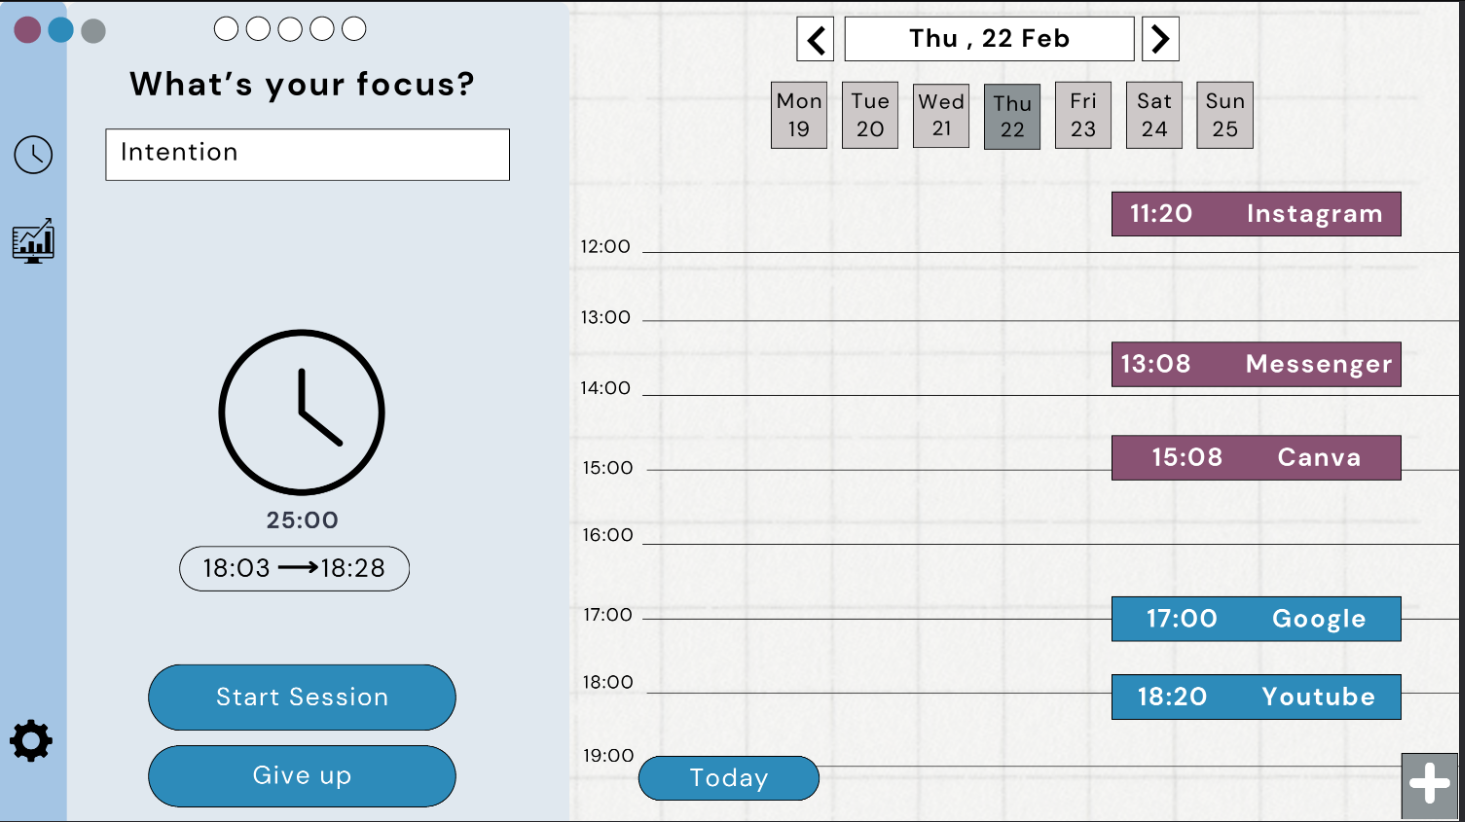 What's your focus?
Intention
25:00
18:03 → 18:28
Start Session
Give up
Thu , 22 Feb
Mon 19
Tue 20
Wed 21
Thu 22
Fri 23
Sat 24
Sun 25
11:20 Instagram
12:00
13:00
13:08 Messenger
14:00
15:08 Canva
15:00
16:00
17:00
17:00 Google
18:00
18:20 Youtube
19:00
Today